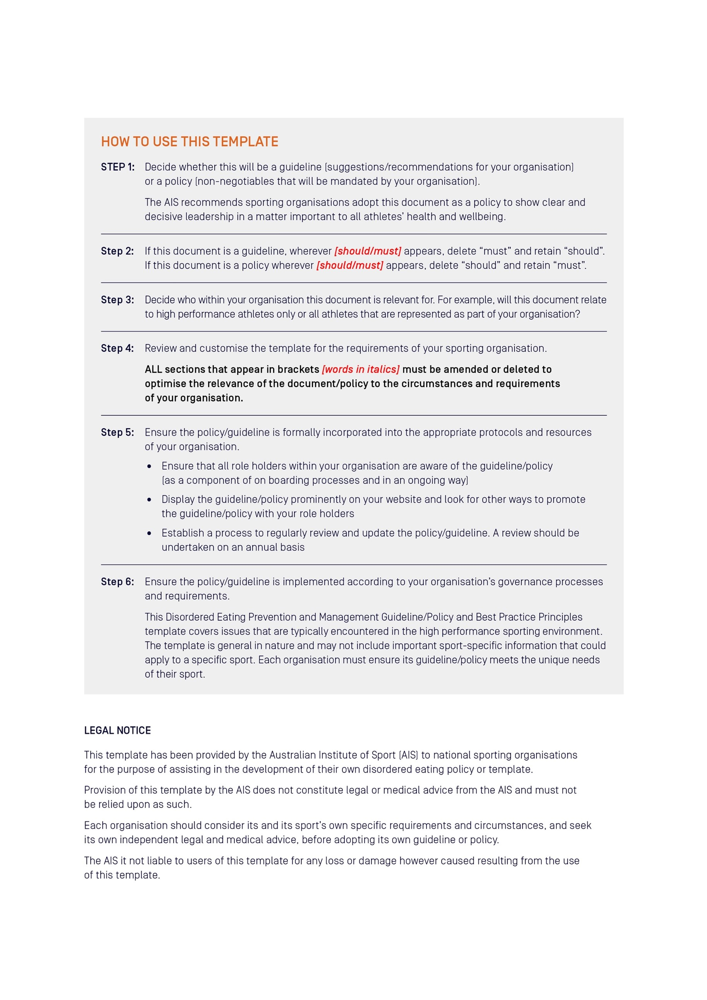 HOW TO USE THIS TEMPLATE
STEP 1: Decide whether this will be a guideline (suggestions/recommendations for your organisation)
or a policy (non-negotiables that will be mandated by your organisation).
The AIS recommends sporting organisations adopt this document as a policy to show clear and
decisive leadership in a matter important to all athletes’ health and wellbeing.
Step 2: If this document is a guideline, wherever [should/must] appears, delete “must” and retain “should”.
If this document is a policy wherever [should/must] appears, delete “should” and retain “must”.
Step 3: Decide who within your organisation this document is relevant for. For example, will this document relate
to high performance athletes only or all athletes that are represented as part of your organisation?
Step 4: Review and customise the template for the requirements of your sporting organisation.
ALL sections that appear in brackets [words in italics] must be amended or deleted to
optimise the relevance of the document/policy to the circumstances and requirements
of your organisation.
Step 5: Ensure the policy/guideline is formally incorporated into the appropriate protocols and resources
of your organisation.
• Ensure that all role holders within your organisation are aware of the guideline/policy
(as a component of on boarding processes and in an ongoing way)
• Display the guideline/policy prominently on your website and look for other ways to promote
the guideline/policy with your role holders
• Establish a process to regularly review and update the policy/guideline. A review should be
undertaken on an annual basis
Step 6: Ensure the policy/guideline is implemented according to your organisation’s governance processes
and requirements.
This Disordered Eating Prevention and Management Guideline/Policy and Best Practice Principles
template covers issues that are typically encountered in the high performance sporting environment.
The template is general in nature and may not include important sport-specific information that could
apply to a specific sport. Each organisation must ensure its guideline/policy meets the unique needs
of their sport.
LEGAL NOTICE
This template has been provided by the Australian Institute of Sport (AIS) to national sporting organisations
for the purpose of assisting in the development of their own disordered eating policy or template.
Provision of this template by the AIS does not constitute legal or medical advice from the AIS and must not
be relied upon as such.
Each organisation should consider its and its sport’s own specific requirements and circumstances, and seek
its own independent legal and medical advice, before adopting its own guideline or policy.
The AIS it not liable to users of this template for any loss or damage however caused resulting from the use
of this template.